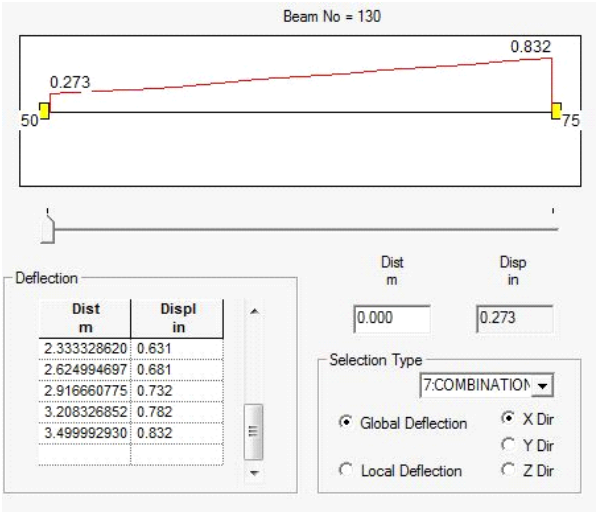 Beam No = 130
0.832
0.273
50
75
Dist
m
Disp
in
0.000
0.273
Deflection
Dist
m
Displ
in
2.333328620 0.631
2.624994697 0.681
2.916660775 0.732
3.208326852 0.782
3.499992930 0.832
Selection Type
7:COMBINATION
Global Deflection
X Dir
Y Dir
Local Deflection
Z Dir